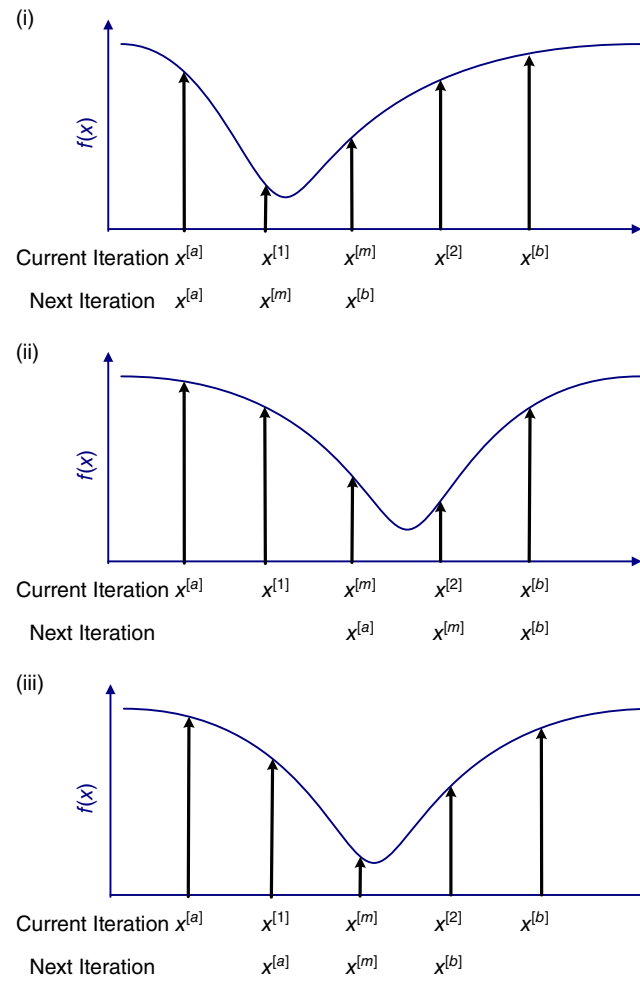 (i)
f(x)
Current Iteration x[a] x[1] x[m] x[2] x[b]
Next Iteration x[a] x[m] x[b]
(ii)
f(x)
Current Iteration x[a] x[1] x[m] x[2] x[b]
Next Iteration x[a] x[m] x[b]
(iii)
f(x)
Current Iteration x[a] x[1] x[m] x[2] x[b]
Next Iteration x[a] x[m] x[b]